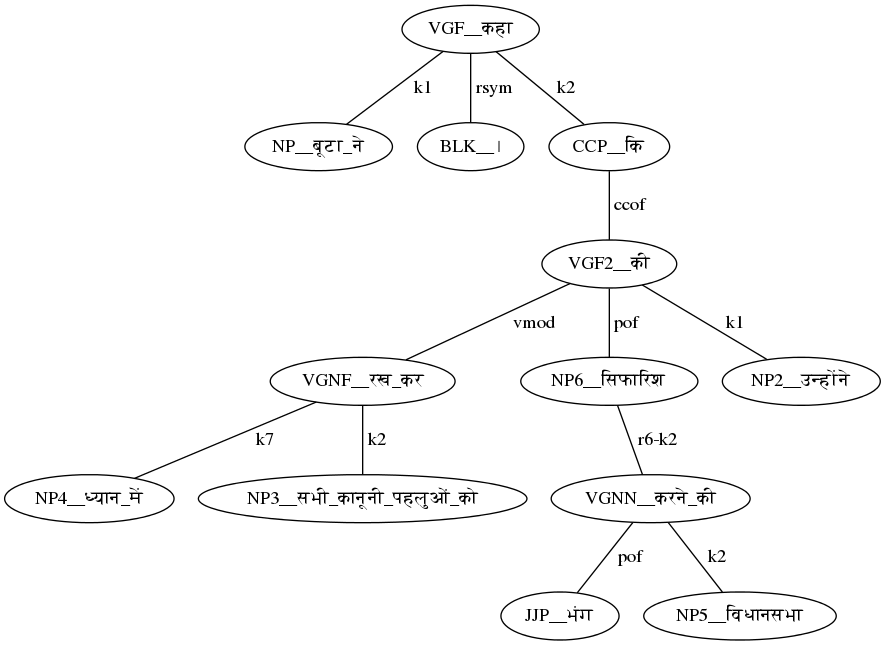 VGF__कहा
k1 rsym k2
NP__बूटा_ने BLK__। CCP__कि
ccof
VGF2__की
vmod pof k1
VGNF__रख_कर NP6__सिफारिश NP2__उन्होंने
k7 k2 r6-k2
NP4__ध्यान_में NP3__सभी_कानूनी_पहलुओं_को VGNN__करने_की
pof k2
JJP__भंग NP5__विधानसभा